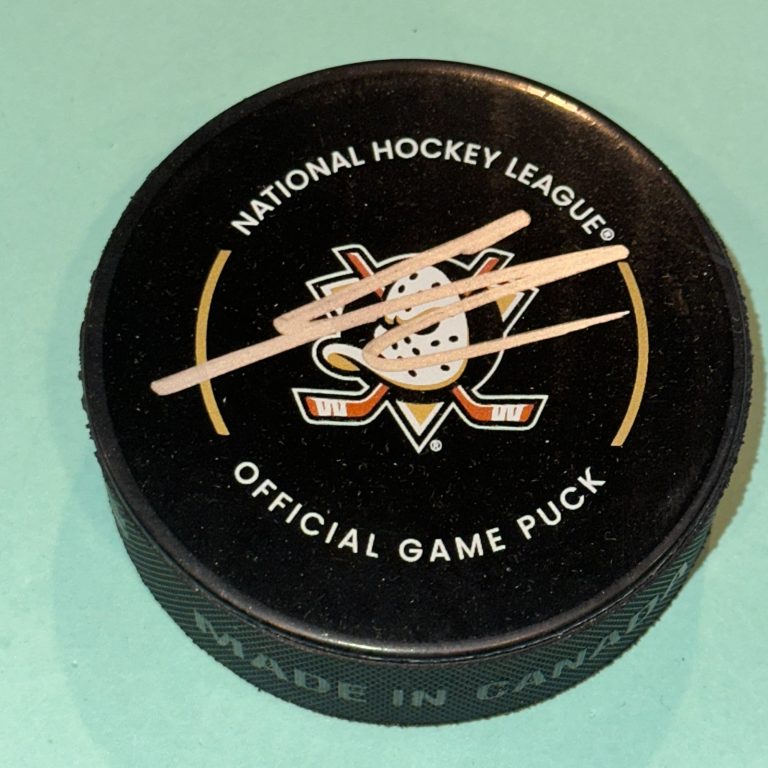 NATIONAL HOCKEY LEAGUE®
®
OFFICIAL GAME PUCK
MADE IN CANADA